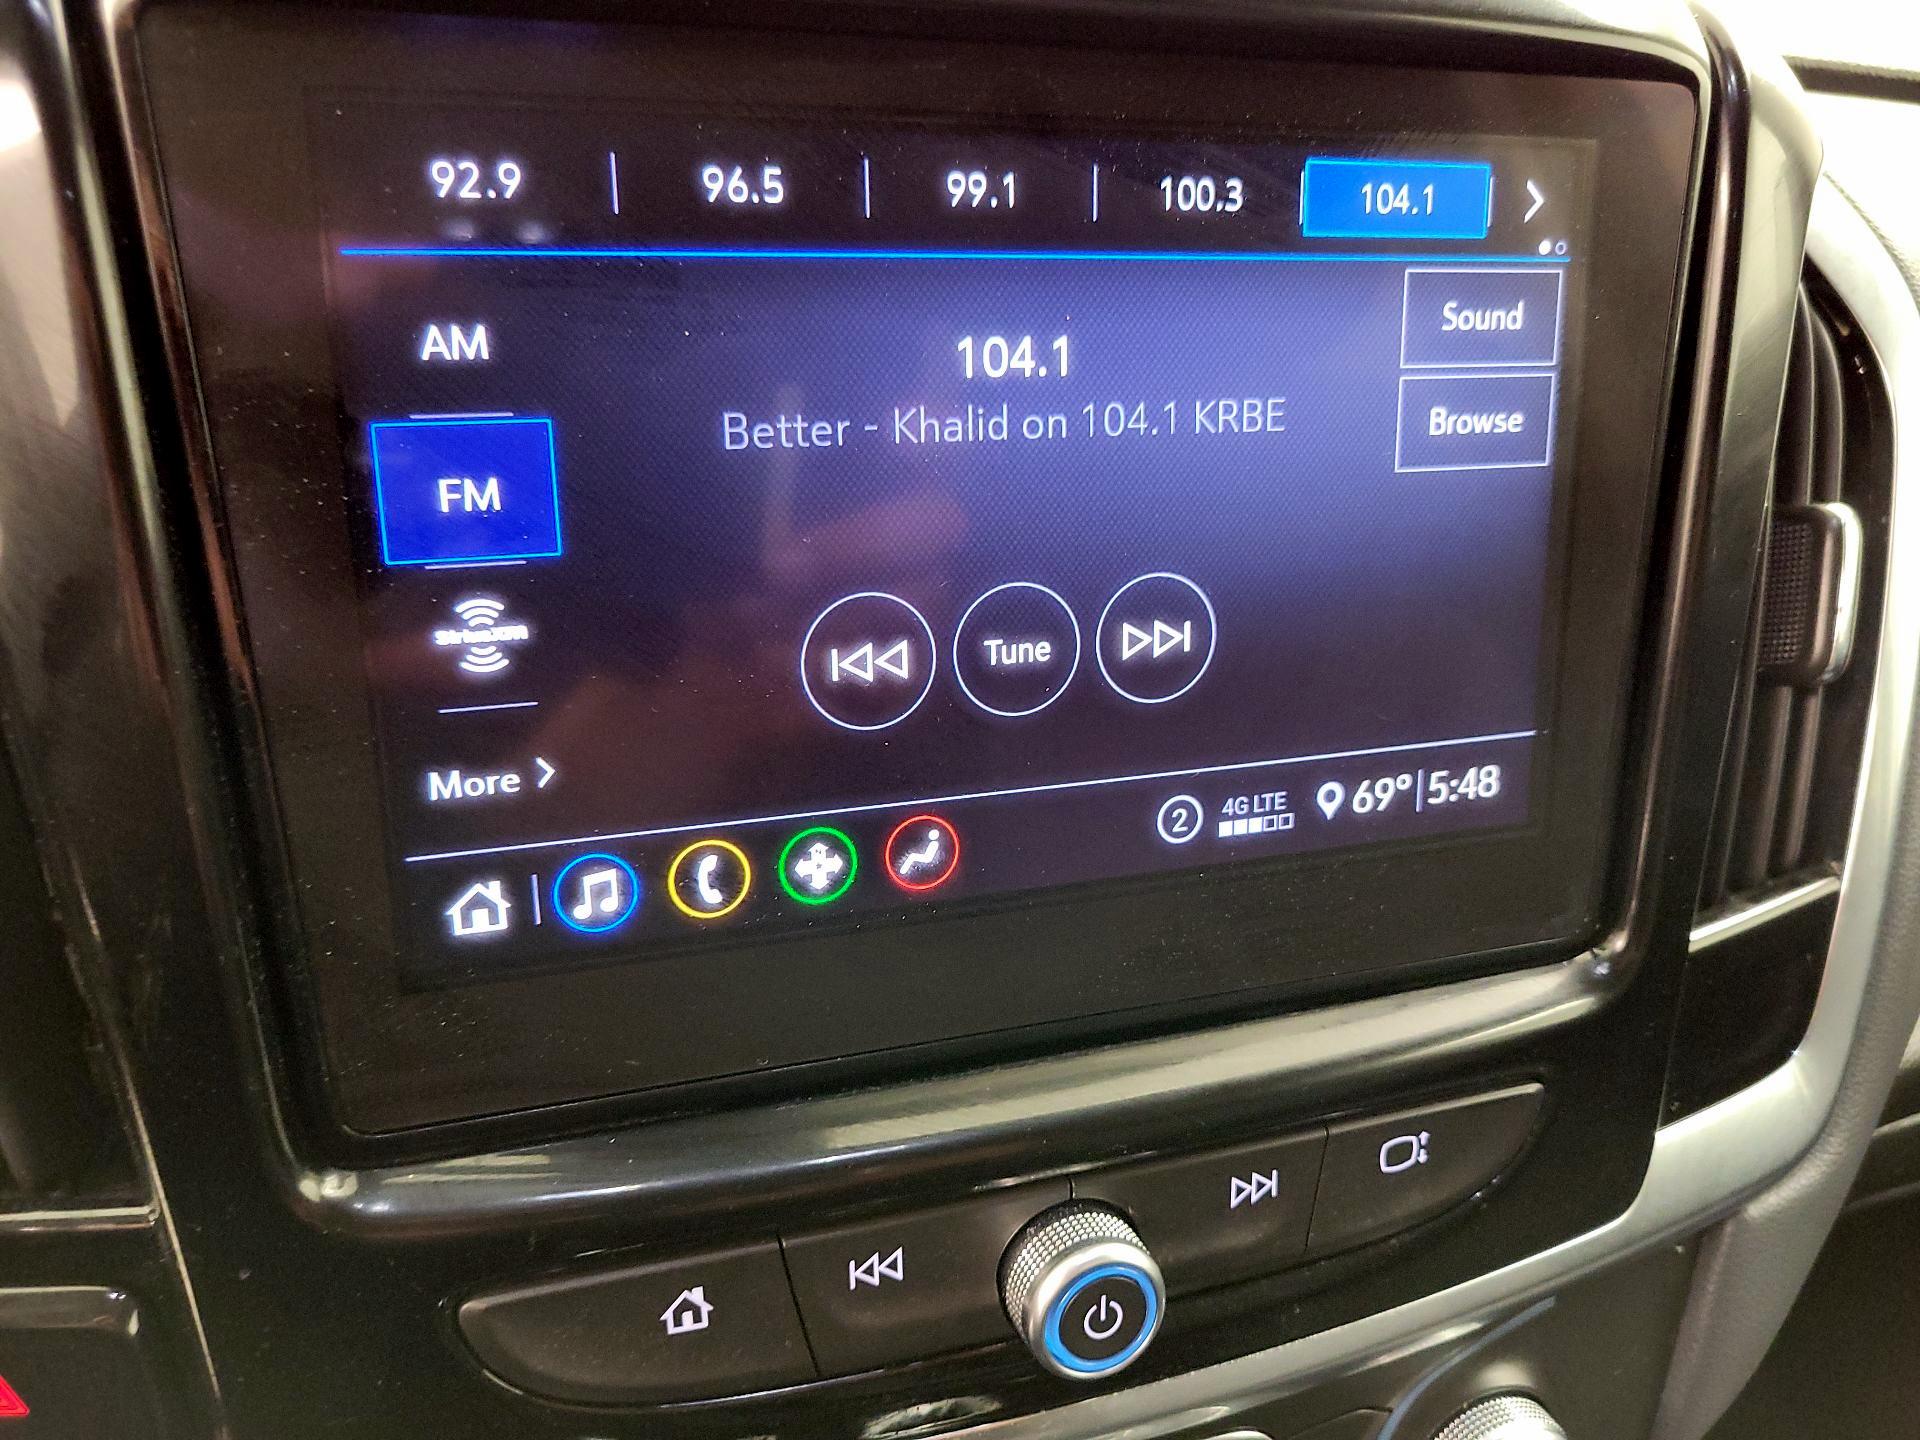 92.9 96.5 99.1 100.3 104.1
Sound
AM
104.1
Better - Khalid on 104.1 KRBE
Browse
FM
SiriusXM
Tune
More
2 4G LTE 69° 5:48